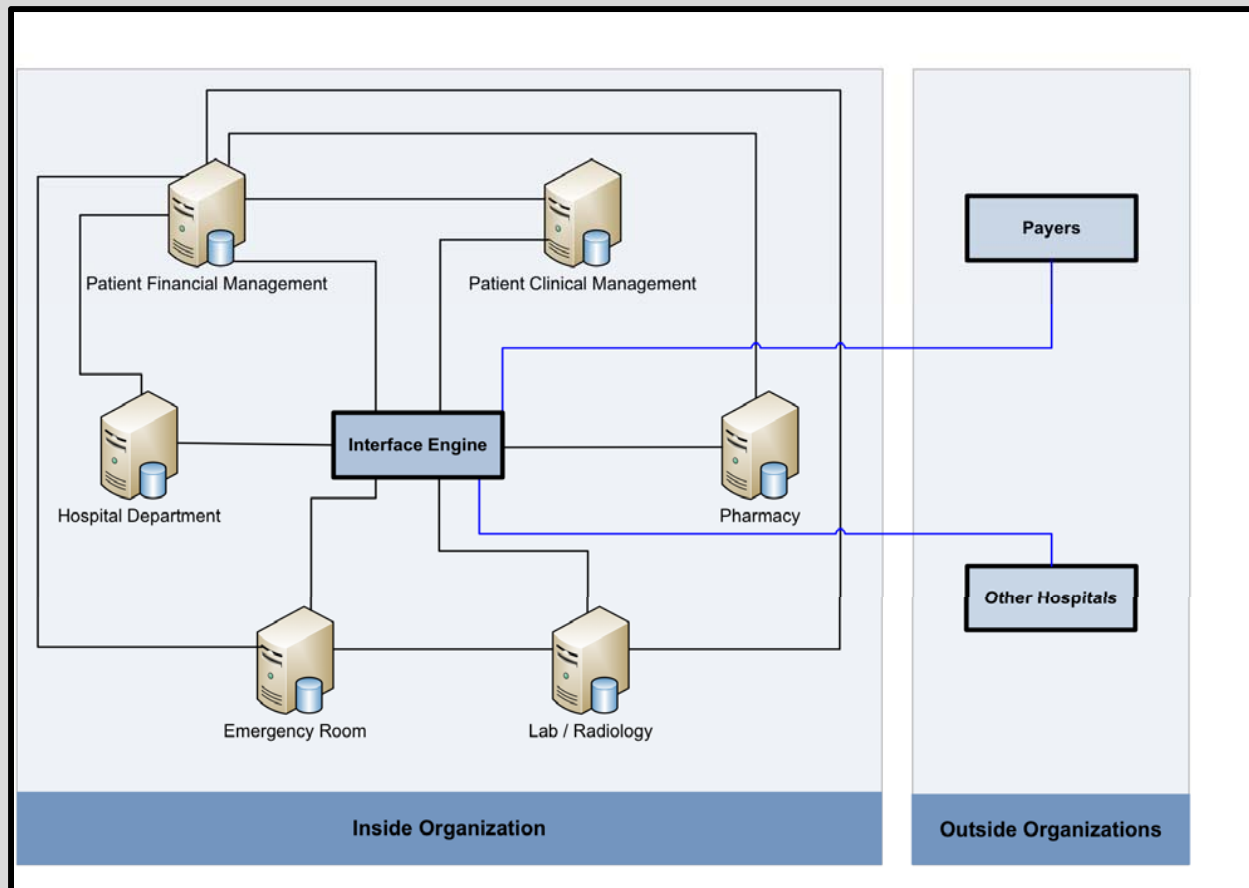 Patient Financial Management
Patient Clinical Management
Payers
Interface Engine
Hospital Department
Pharmacy
Other Hospitals
Emergency Room
Lab / Radiology
Inside Organization
Outside Organizations